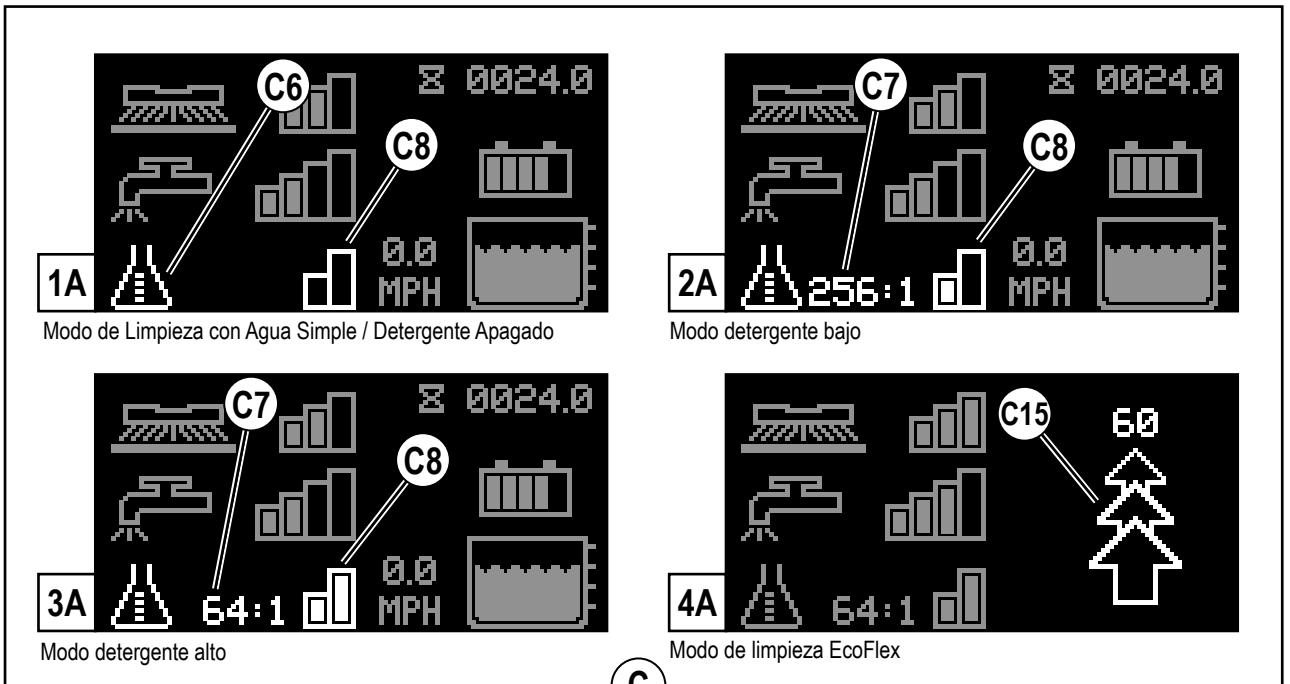 C6
0024.0
C8
0.0
MPH
1A
Modo de Limpieza con Agua Simple / Detergente Apagado
C7
0024.0
C8
0.0
MPH
2A
256:1
Modo detergente bajo
C7
0024.0
C8
0.0
MPH
3A
64:1
Modo detergente alto
C15
60
4A
64:1
Modo de limpieza EcoFlex
C